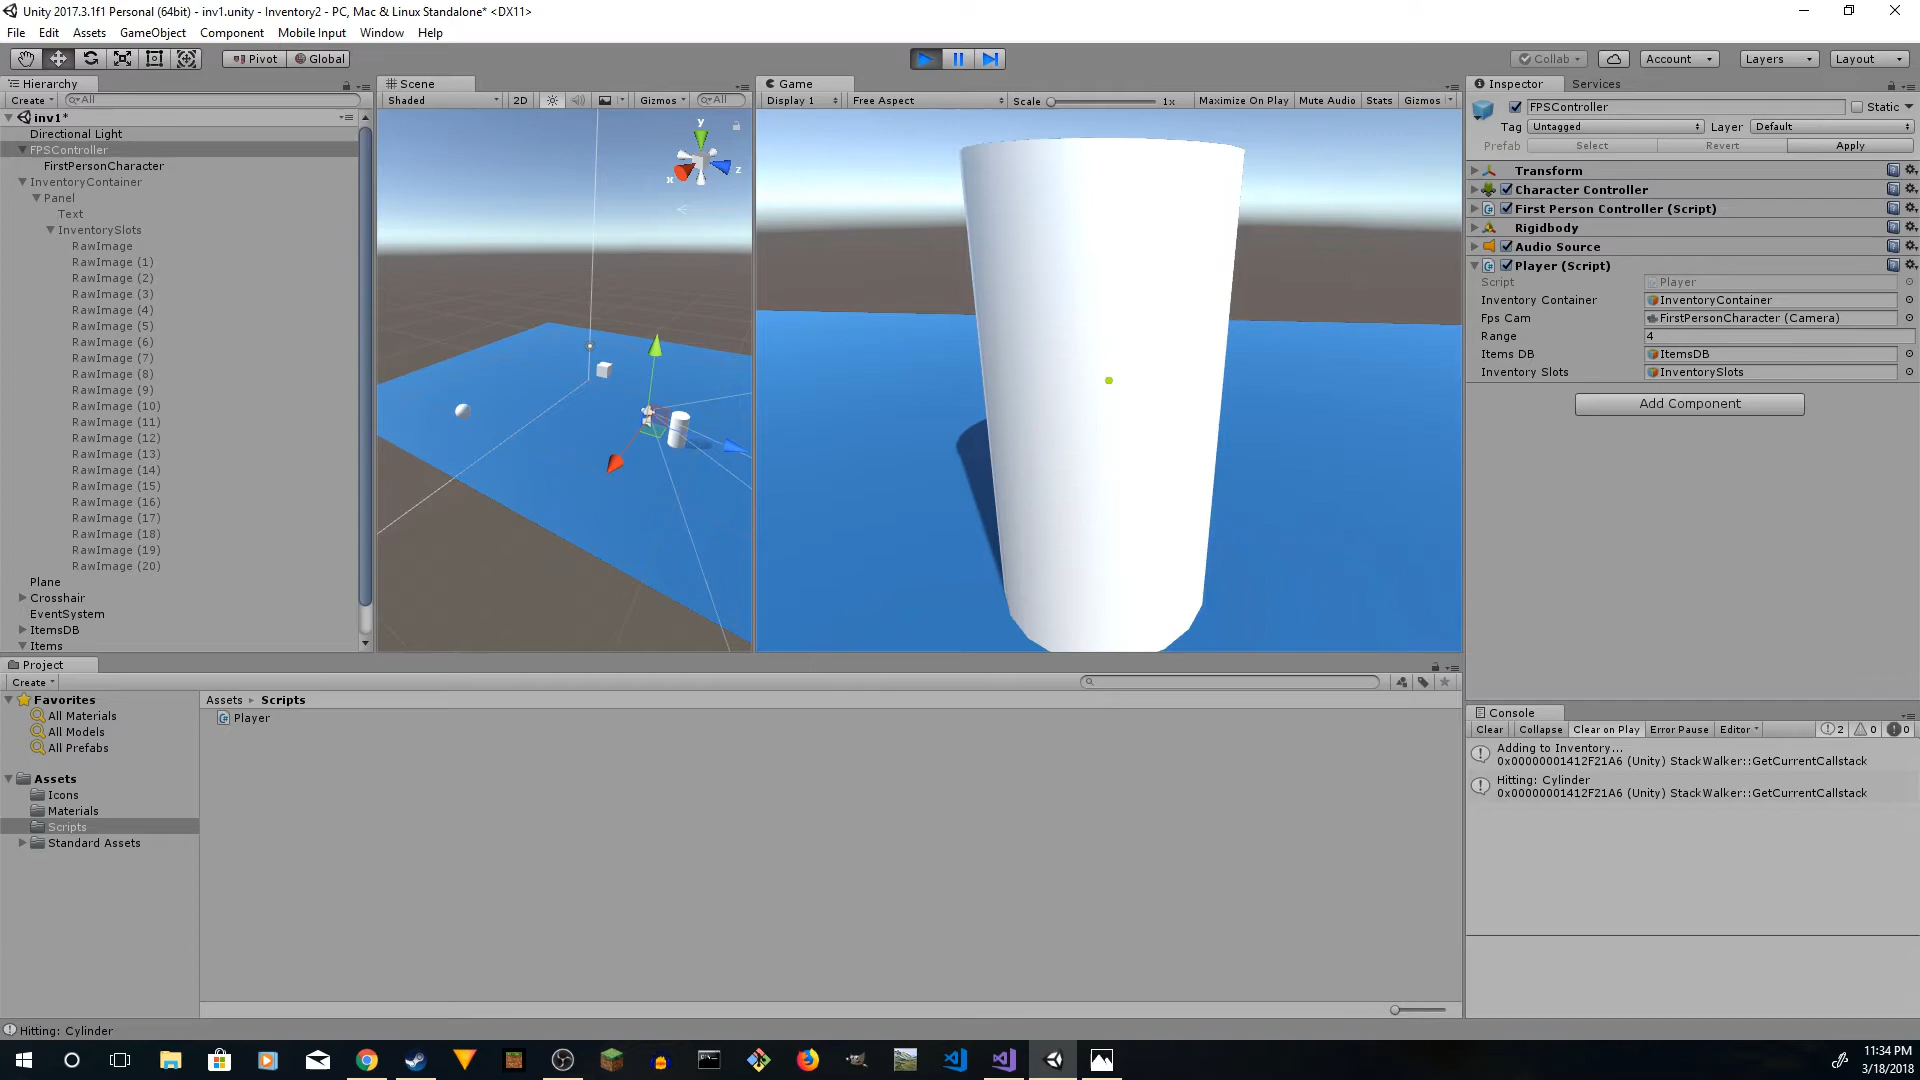 Unity 2017.3.1f1 Personal (64bit) - inv1.unity - Inventory2 - PC, Mac & Linux Standalone* <DX11>
File Edit Assets GameObject Component Mobile Input Window Help
Pivot Global Collab Account Layers Layout
Hierarchy
Create All
inv1*
Directional Light
FPSController
FirstPersonCharacter
InventoryContainer
Panel
Text
InventorySlots
RawImage
RawImage (1)
RawImage (2)
RawImage (3)
RawImage (4)
RawImage (5)
RawImage (6)
RawImage (7)
RawImage (8)
RawImage (9)
RawImage (10)
RawImage (11)
RawImage (12)
RawImage (13)
RawImage (14)
RawImage (15)
RawImage (16)
RawImage (17)
RawImage (18)
RawImage (19)
RawImage (20)
Plane
Crosshair
EventSystem
ItemsDB
Items
Scene
Shaded 2D Gizmos All
y
x
z
Game
Display 1 Free Aspect Scale 1x Maximize On Play Mute Audio Stats Gizmos
Inspector Services
FPSController Static
Tag Untagged Layer Default
Prefab Select Revert Apply
Transform
Character Controller
First Person Controller (Script)
Rigidbody
Audio Source
Player (Script)
Script Player
Inventory Container InventoryContainer
Fps Cam FirstPersonCharacter (Camera)
Range 4
Items DB ItemsDB
Inventory Slots InventorySlots
Add Component
Project
Create
Favorites
All Materials
All Models
All Prefabs
Assets
Icons
Materials
Scripts
Standard Assets
Assets Scripts
Player
Console
Clear Collapse Clear on Play Error Pause Editor 2 0 0
Adding to Inventory...
0x00000001412F21A6 (Unity) StackWalker::GetCurrentCallstack
Hitting: Cylinder
0x00000001412F21A6 (Unity) StackWalker::GetCurrentCallstack
Hitting: Cylinder
11:34 PM
3/18/2018